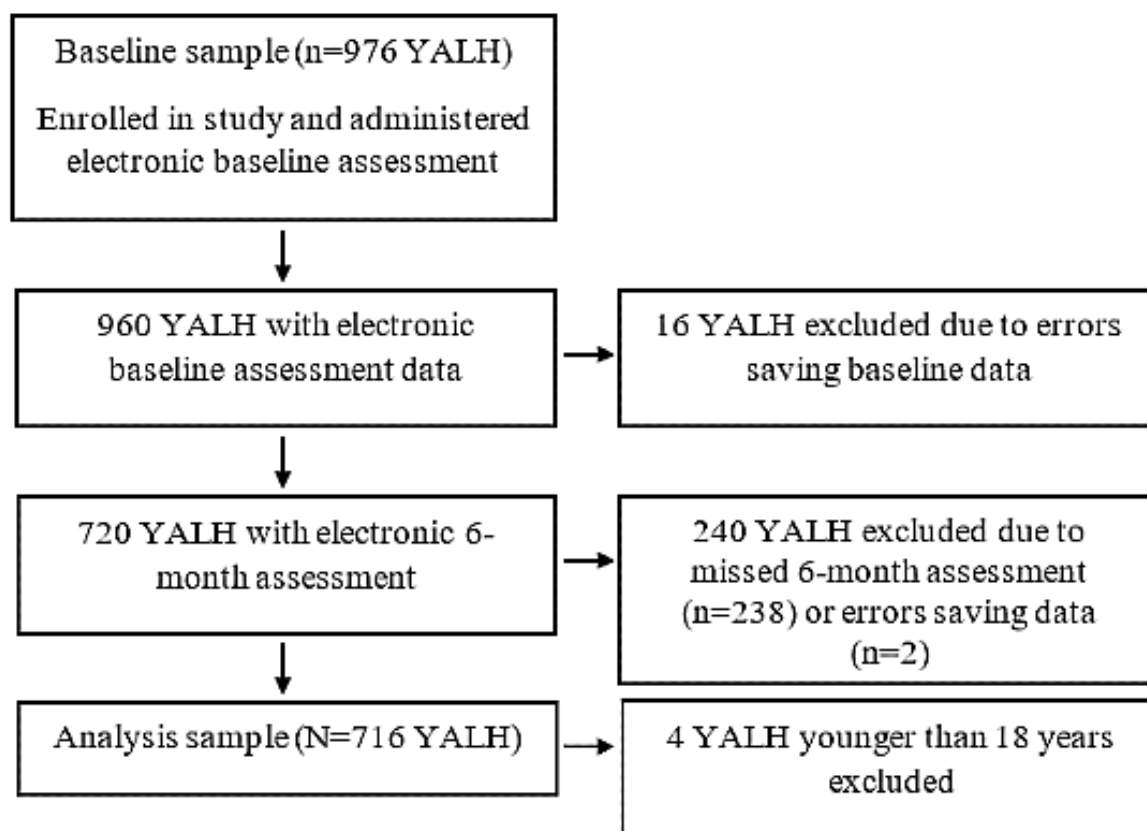 Baseline sample (n=976 YALH)
Enrolled in study and administered
electronic baseline assessment
960 YALH with electronic
baseline assessment data
16 YALH excluded due to errors
saving baseline data
720 YALH with electronic 6-
month assessment
240 YALH excluded due to
missed 6-month assessment
(n=238) or errors saving data
(n=2)
Analysis sample (N=716 YALH)
4 YALH younger than 18 years
excluded